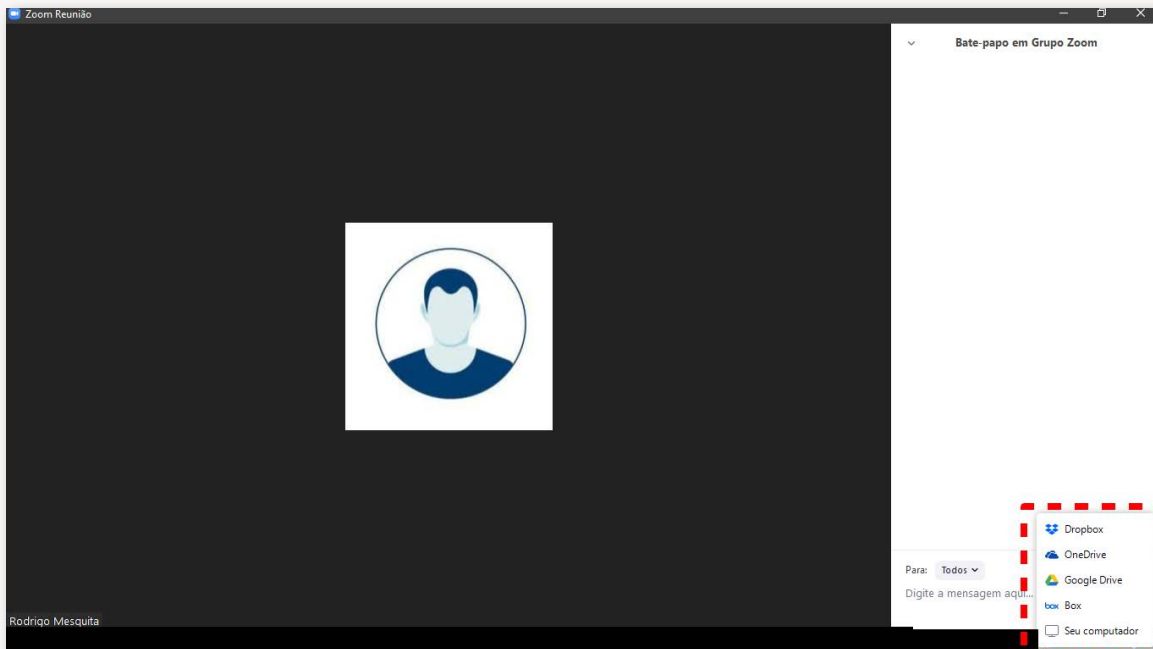 Zoom Reunião
Bate-papo em Grupo Zoom
Para: Todos
Digite a mensagem aqui...
Dropbox
OneDrive
Google Drive
box Box
Seu computador
Rodrigo Mesquita